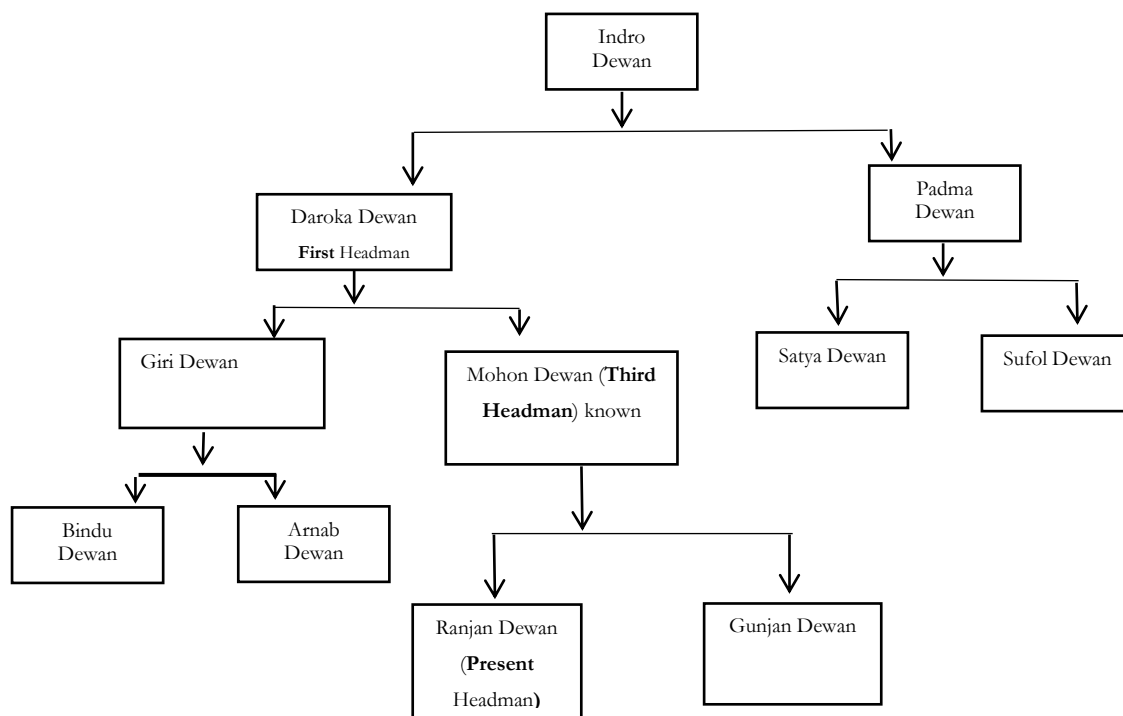 Indro
Dewan
Daroka Dewan
First Headman
Padma
Dewan
Giri Dewan
Mohon Dewan (Third
Headman) known
Satya Dewan
Sufol Dewan
Bindu
Dewan
Arnab
Dewan
Ranjan Dewan
(Present
Headman)
Gunjan Dewan